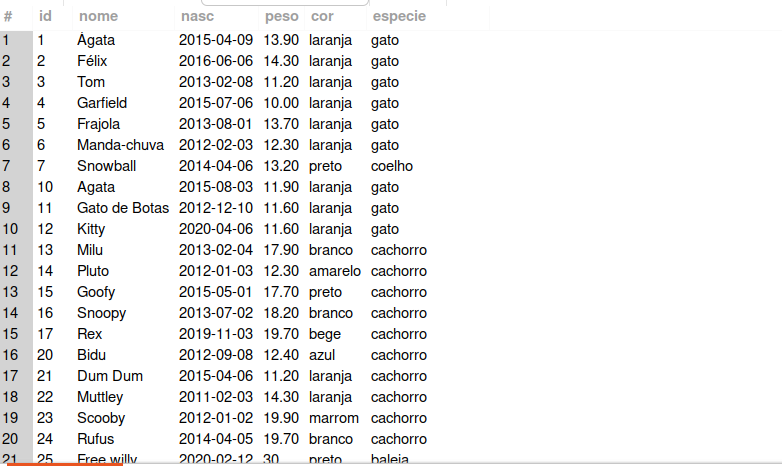 # id nome nasc peso cor especie
1 1 Ágata 2015-04-09 13.90 laranja gato
2 2 Félix 2016-06-06 14.30 laranja gato
3 3 Tom 2013-02-08 11.20 laranja gato
4 4 Garfield 2015-07-06 10.00 laranja gato
5 5 Frajola 2013-08-01 13.70 laranja gato
6 6 Manda-chuva 2012-02-03 12.30 laranja gato
7 7 Snowball 2014-04-06 13.20 preto coelho
8 10 Agata 2015-08-03 11.90 laranja gato
9 11 Gato de Botas 2012-12-10 11.60 laranja gato
10 12 Kitty 2020-04-06 11.60 laranja gato
11 13 Milu 2013-02-04 17.90 branco cachorro
12 14 Pluto 2012-01-03 12.30 amarelo cachorro
13 15 Goofy 2015-05-01 17.70 preto cachorro
14 16 Snoopy 2013-07-02 18.20 branco cachorro
15 17 Rex 2019-11-03 19.70 bege cachorro
16 20 Bidu 2012-09-08 12.40 azul cachorro
17 21 Dum Dum 2015-04-06 11.20 laranja cachorro
18 22 Muttley 2011-02-03 14.30 laranja cachorro
19 23 Scooby 2012-01-02 19.90 marrom cachorro
20 24 Rufus 2014-04-05 19.70 branco cachorro
21 25 Free willy 2020-02-12 30 preto baleia